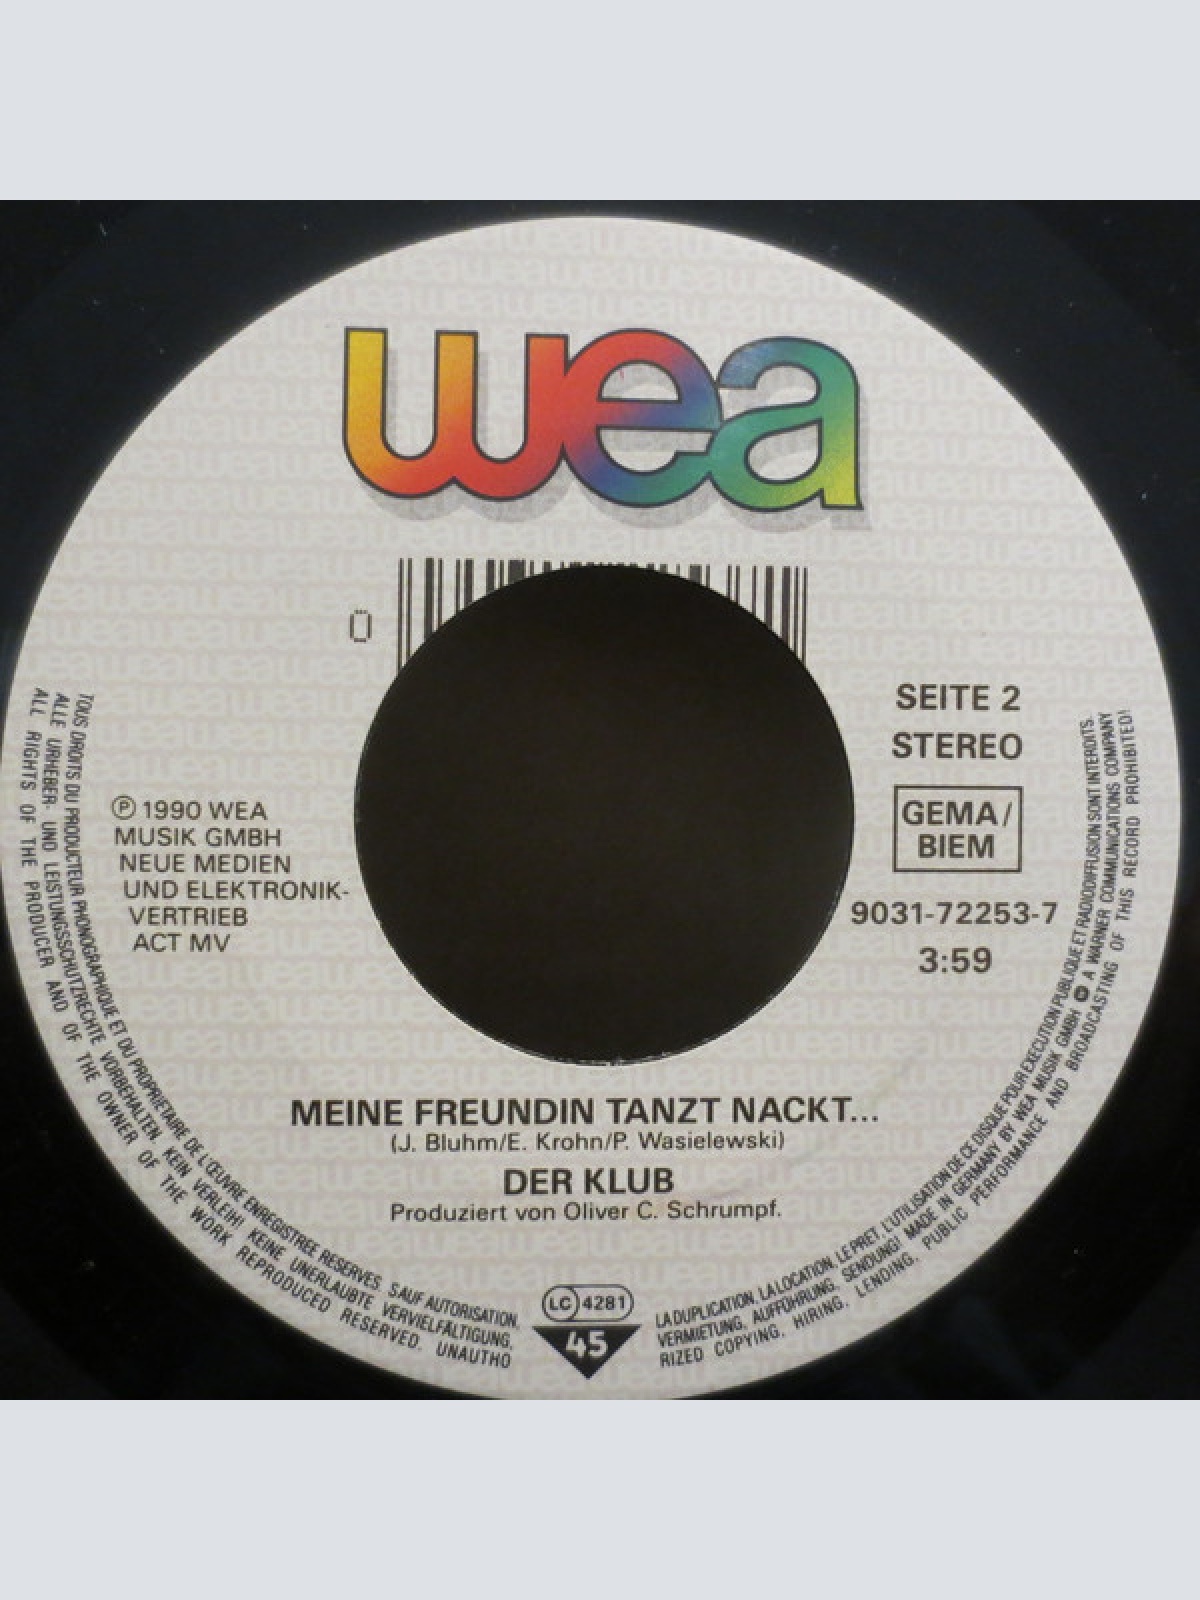 wea
0
SEITE 2
STEREO
GEMA/
BIEM
9031-72253-7
3:59
℗ 1990 WEA
MUSIK GMBH
NEUE MEDIEN
UND ELEKTRONIK-
VERTRIEB
ACT MV
MEINE FREUNDIN TANZT NACKT...
(J. Bluhm/E. Krohn/P. Wasielewski)
DER KLUB
Produziert von Oliver C. Schrumpf.
LC 4281
45
TOUS DROITS DU PRODUCTEUR PHONOGRAPHIQUE ET DU PROPRIETAIRE DE L'ŒUVRE ENREGISTREE RESERVES. SAUF AUTORISATION, LA DUPLICATION, LA LOCATION, LE PRET, L'UTILISATION DE CE DISQUE POUR EXECUTION PUBLIQUE ET RADIODIFFUSION SONT INTERDITS.
ALLE URHEBER- UND LEISTUNGSSCHUTZRECHTE VORBEHALTEN. KEIN VERLEIH! KEINE UNERLAUBTE VERVIELFÄLTIGUNG, VERMIETUNG, AUFFÜHRUNG, SENDUNG! MADE IN GERMANY BY WEA MUSIK GMBH A WARNER COMMUNICATIONS COMPANY
ALL RIGHTS OF THE PRODUCER AND OF THE OWNER OF THE WORK REPRODUCED RESERVED. UNAUTHORIZED COPYING, HIRING, LENDING, PUBLIC PERFORMANCE AND BROADCASTING OF THIS RECORD PROHIBITED!